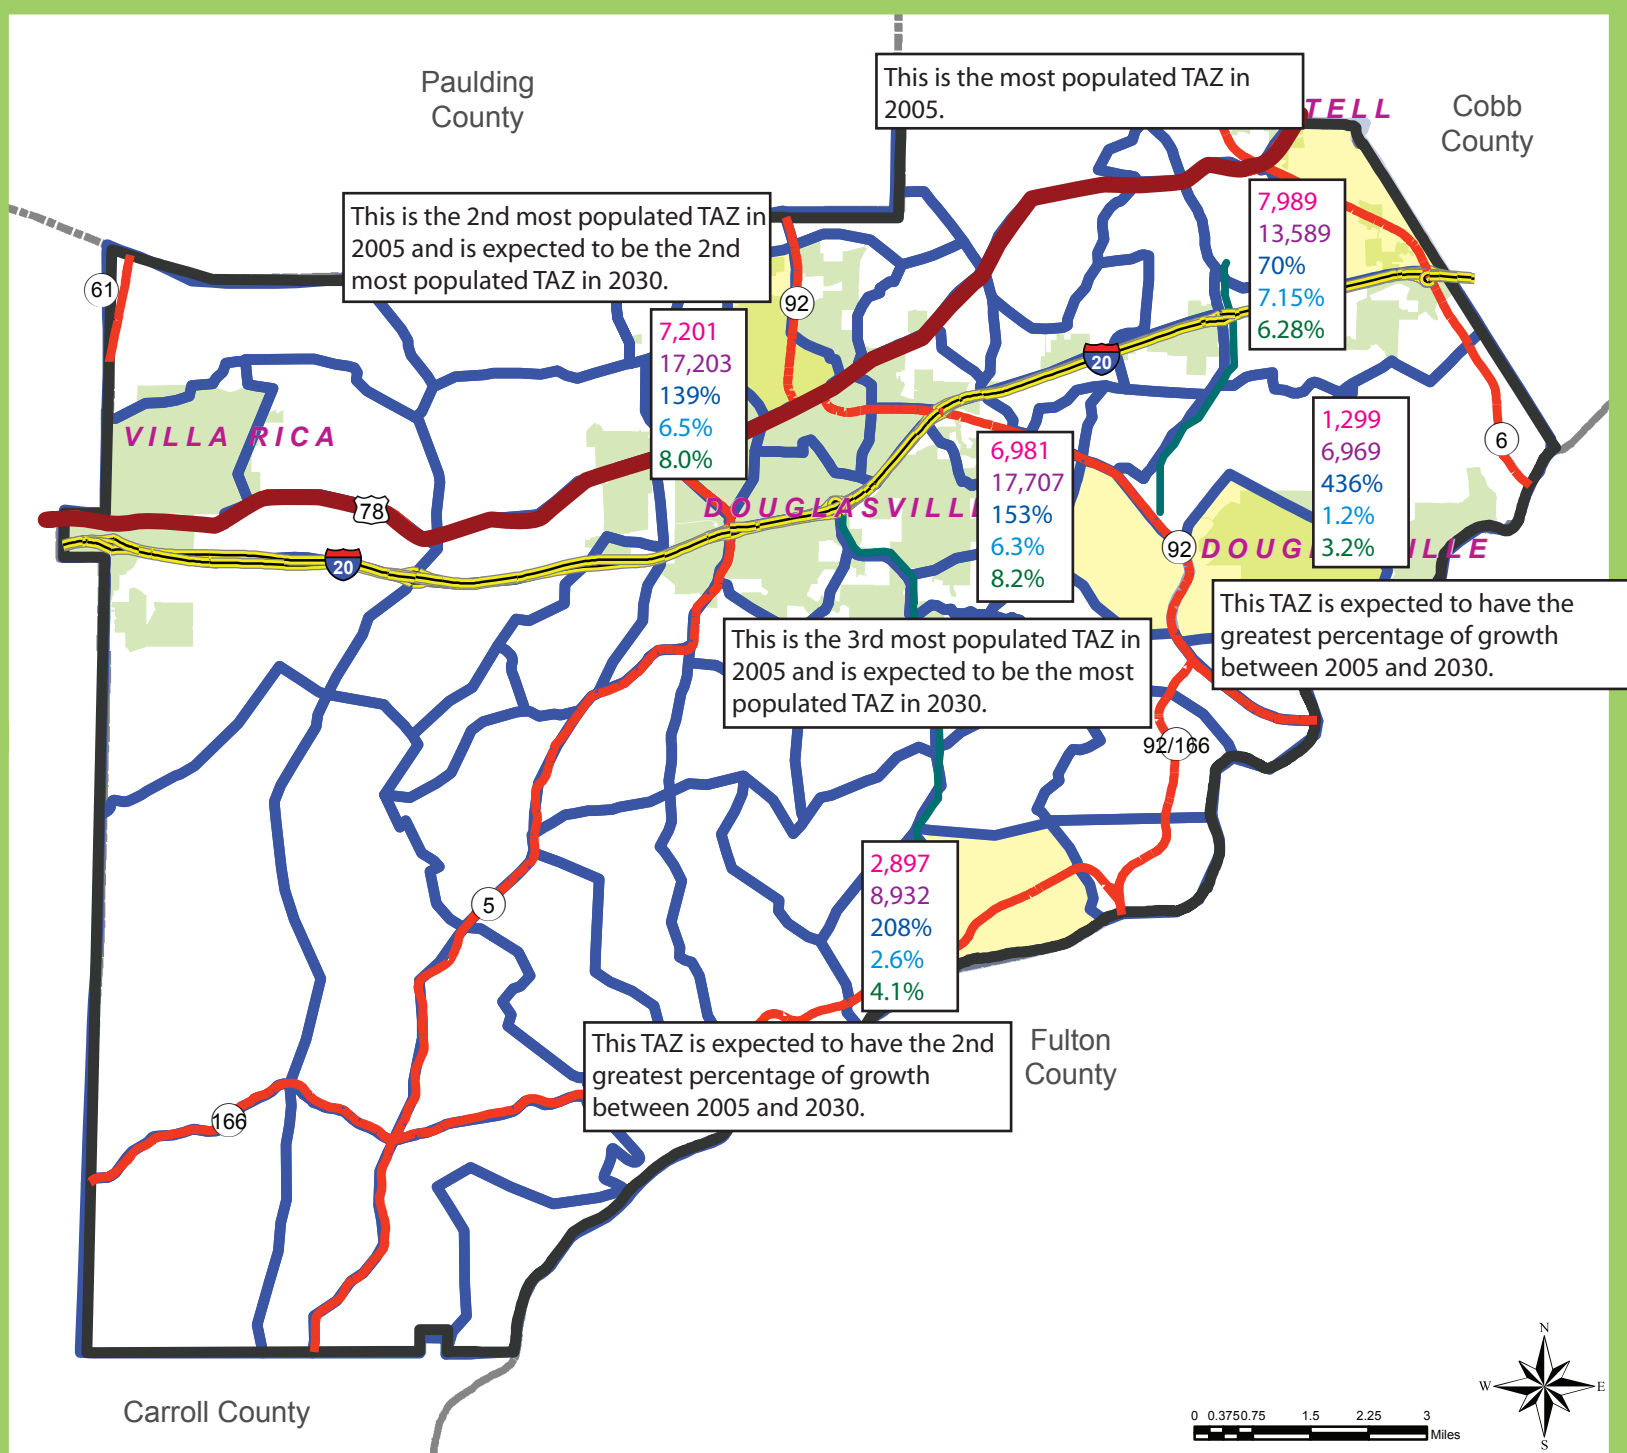 Paulding
County
This is the most populated TAZ in
2005.
TELL
Cobb
County
This is the 2nd most populated TAZ in
2005 and is expected to be the 2nd
most populated TAZ in 2030.
7,989
13,589
70%
7.15%
6.28%
61
92
7,201
17,203
139%
6.5%
8.0%
20
VILLA RICA
1,299
6,969
436%
1.2%
3.2%
6
6,981
17,707
153%
6.3%
8.2%
78
DOUGLASVILL
20
92
DOUG ILLE
This TAZ is expected to have the
greatest percentage of growth
between 2005 and 2030.
This is the 3rd most populated TAZ in
2005 and is expected to be the most
populated TAZ in 2030.
92/166
2,897
8,932
208%
2.6%
4.1%
5
This TAZ is expected to have the 2nd
greatest percentage of growth
between 2005 and 2030.
Fulton
County
166
Carroll County
0 0.375 0.75 1.5 2.25 3
Miles
N
W E
S